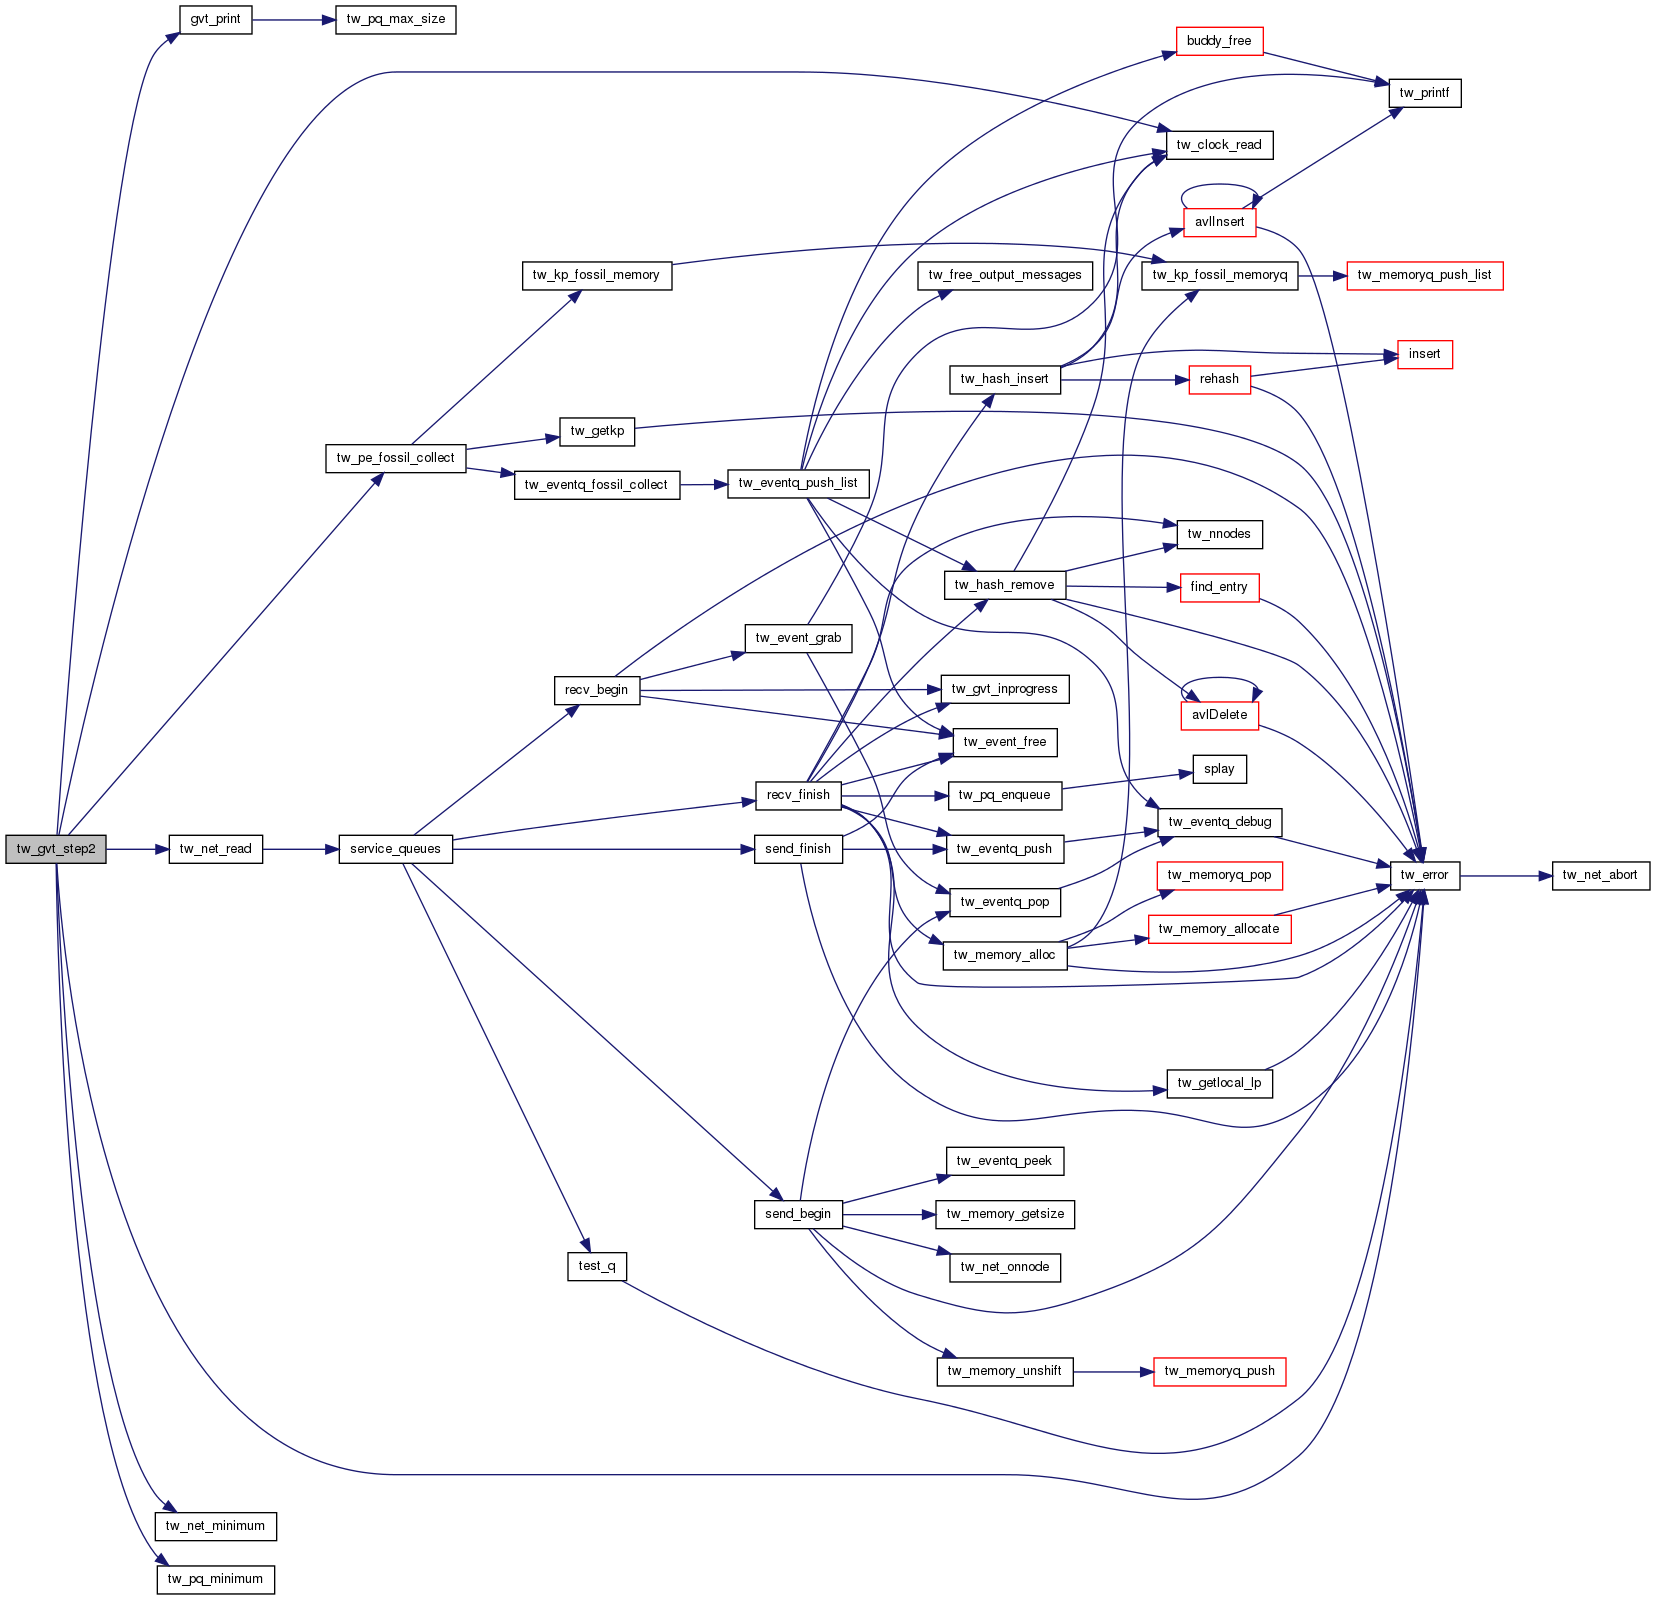 gvt_print
tw_pq_max_size
buddy_free
tw_printf
tw_clock_read
avlInsert
tw_kp_fossil_memory
tw_free_output_messages
tw_kp_fossil_memoryq
tw_memoryq_push_list
insert
tw_hash_insert
rehash
tw_getkp
tw_pe_fossil_collect
tw_eventq_fossil_collect
tw_eventq_push_list
tw_nnodes
tw_hash_remove
find_entry
tw_event_grab
recv_begin
tw_gvt_inprogress
avlDelete
tw_event_free
splay
recv_finish
tw_pq_enqueue
tw_eventq_debug
tw_gvt_step2
tw_net_read
service_queues
send_finish
tw_eventq_push
tw_memoryq_pop
tw_error
tw_net_abort
tw_eventq_pop
tw_memory_allocate
tw_memory_alloc
tw_getlocal_lp
tw_eventq_peek
send_begin
tw_memory_getsize
test_q
tw_net_onnode
tw_memory_unshift
tw_memoryq_push
tw_net_minimum
tw_pq_minimum